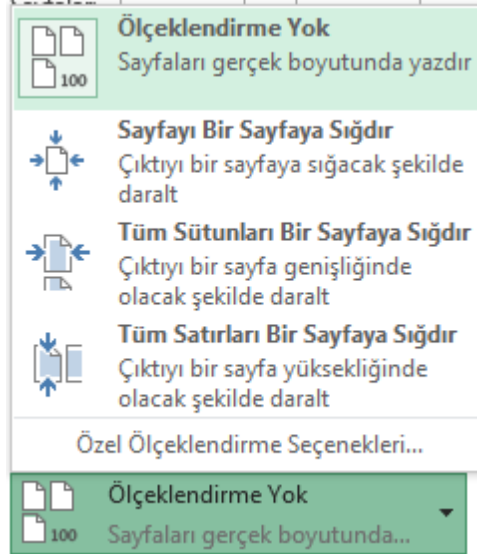 Ölçeklendirme Yok
Sayfaları gerçek boyutunda yazdır
100
Sayfayı Bir Sayfaya Sığdır
Çıktıyı bir sayfaya sığacak şekilde
daralt
Tüm Sütunları Bir Sayfaya Sığdır
Çıktıyı bir sayfa genişliğinde
olacak şekilde daralt
Tüm Satırları Bir Sayfaya Sığdır
Çıktıyı bir sayfa yüksekliğinde
olacak şekilde daralt
Özel Ölçeklendirme Seçenekleri...
Ölçeklendirme Yok
100
Sayfaları gerçek boyutunda...